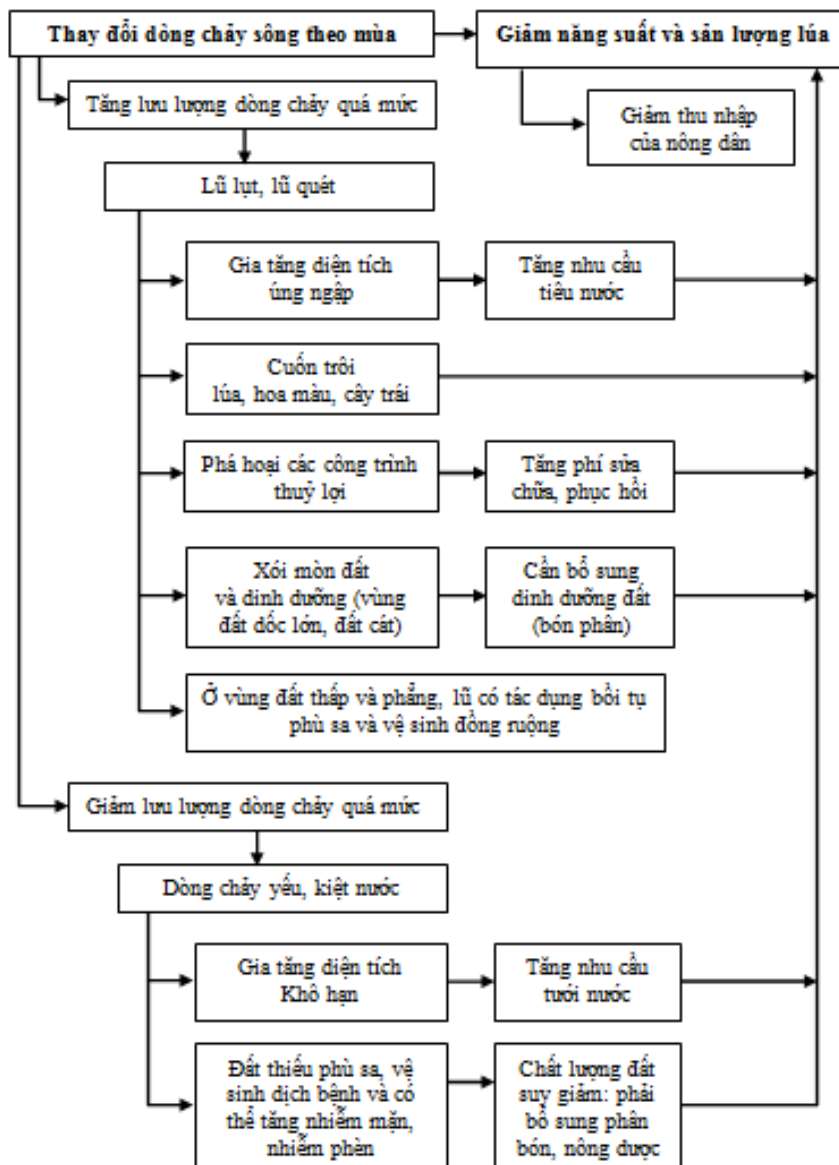 Thay đổi dòng chảy sông theo mùa
Giảm năng suất và sản lượng lúa
Tăng lưu lượng dòng chảy quá mức
Giảm thu nhập
của nông dân
Lũ lụt, lũ quét
Gia tăng diện tích
úng ngập
Tăng nhu cầu
tiêu nước
Cuốn trôi
lúa, hoa màu, cây trái
Phá hoại các công trình
thuỷ lợi
Tăng phí sửa
chữa, phục hồi
Xói mòn đất
và dinh dưỡng (vùng
đất dốc lớn, đất cát)
Cần bổ sung
dinh dưỡng đất
(bón phân)
Ở vùng đất thấp và phẳng, lũ có tác dụng bồi tụ
phù sa và vệ sinh đồng ruộng
Giảm lưu lượng dòng chảy quá mức
Dòng chảy yếu, kiệt nước
Gia tăng diện tích
Khô hạn
Tăng nhu cầu
tưới nước
Đất thiếu phù sa, vệ
sinh dịch bệnh và có
thể tăng nhiễm mặn,
nhiễm phèn
Chất lượng đất
suy giảm: phải
bổ sung phân
bón, nông dược